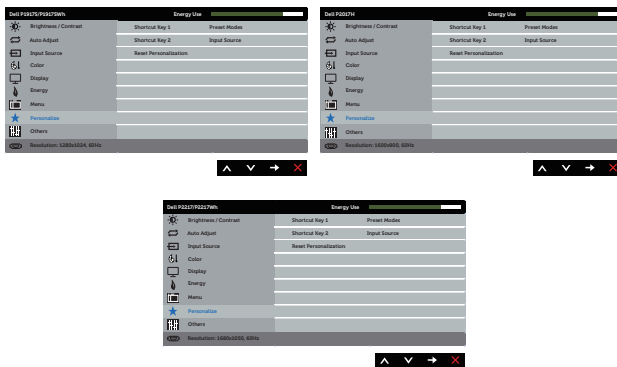 Dell P1917S/P1917SWh Energy Use
Brightness / Contrast Shortcut Key 1 Preset Modes
Auto Adjust Shortcut Key 2 Input Source
Input Source Reset Personalization
Color
Display
Energy
Menu
Personalize
Others
Resolution: 1280x1024, 60Hz
Dell P2017H Energy Use
Brightness / Contrast Shortcut Key 1 Preset Modes
Auto Adjust Shortcut Key 2 Input Source
Input Source Reset Personalization
Color
Display
Energy
Menu
Personalize
Others
Resolution: 1600x900, 60Hz
Dell P2217/P2217Wh Energy Use
Brightness / Contrast Shortcut Key 1 Preset Modes
Auto Adjust Shortcut Key 2 Input Source
Input Source Reset Personalization
Color
Display
Energy
Menu
Personalize
Others
Resolution: 1680x1050, 60Hz